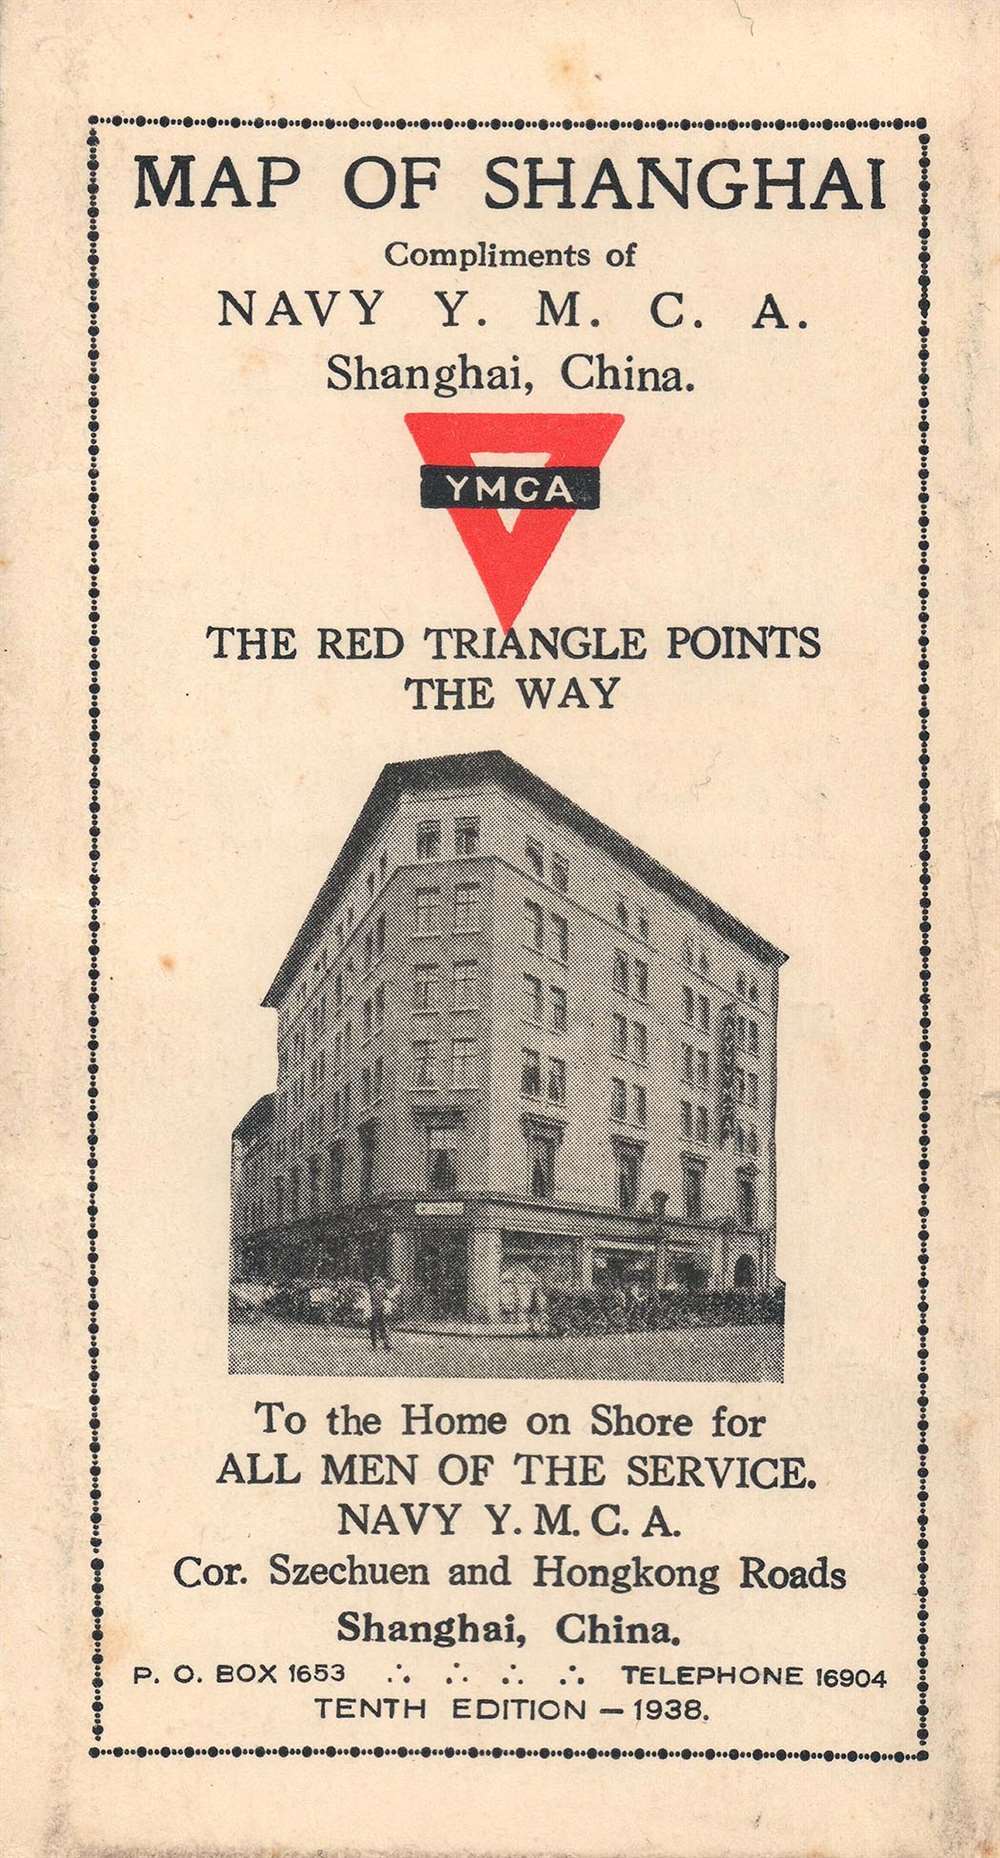 MAP OF SHANGHAI
Compliments of
NAVY Y. M. C. A.
Shanghai, China.
YMCA
THE RED TRIANGLE POINTS
THE WAY
To the Home on Shore for
ALL MEN OF THE SERVICE.
NAVY Y. M. C. A.
Cor. Szechuen and Hongkong Roads
Shanghai, China.
P. O. BOX 1653 ∴ ∴ ∴ ∴ TELEPHONE 16904
TENTH EDITION — 1938.